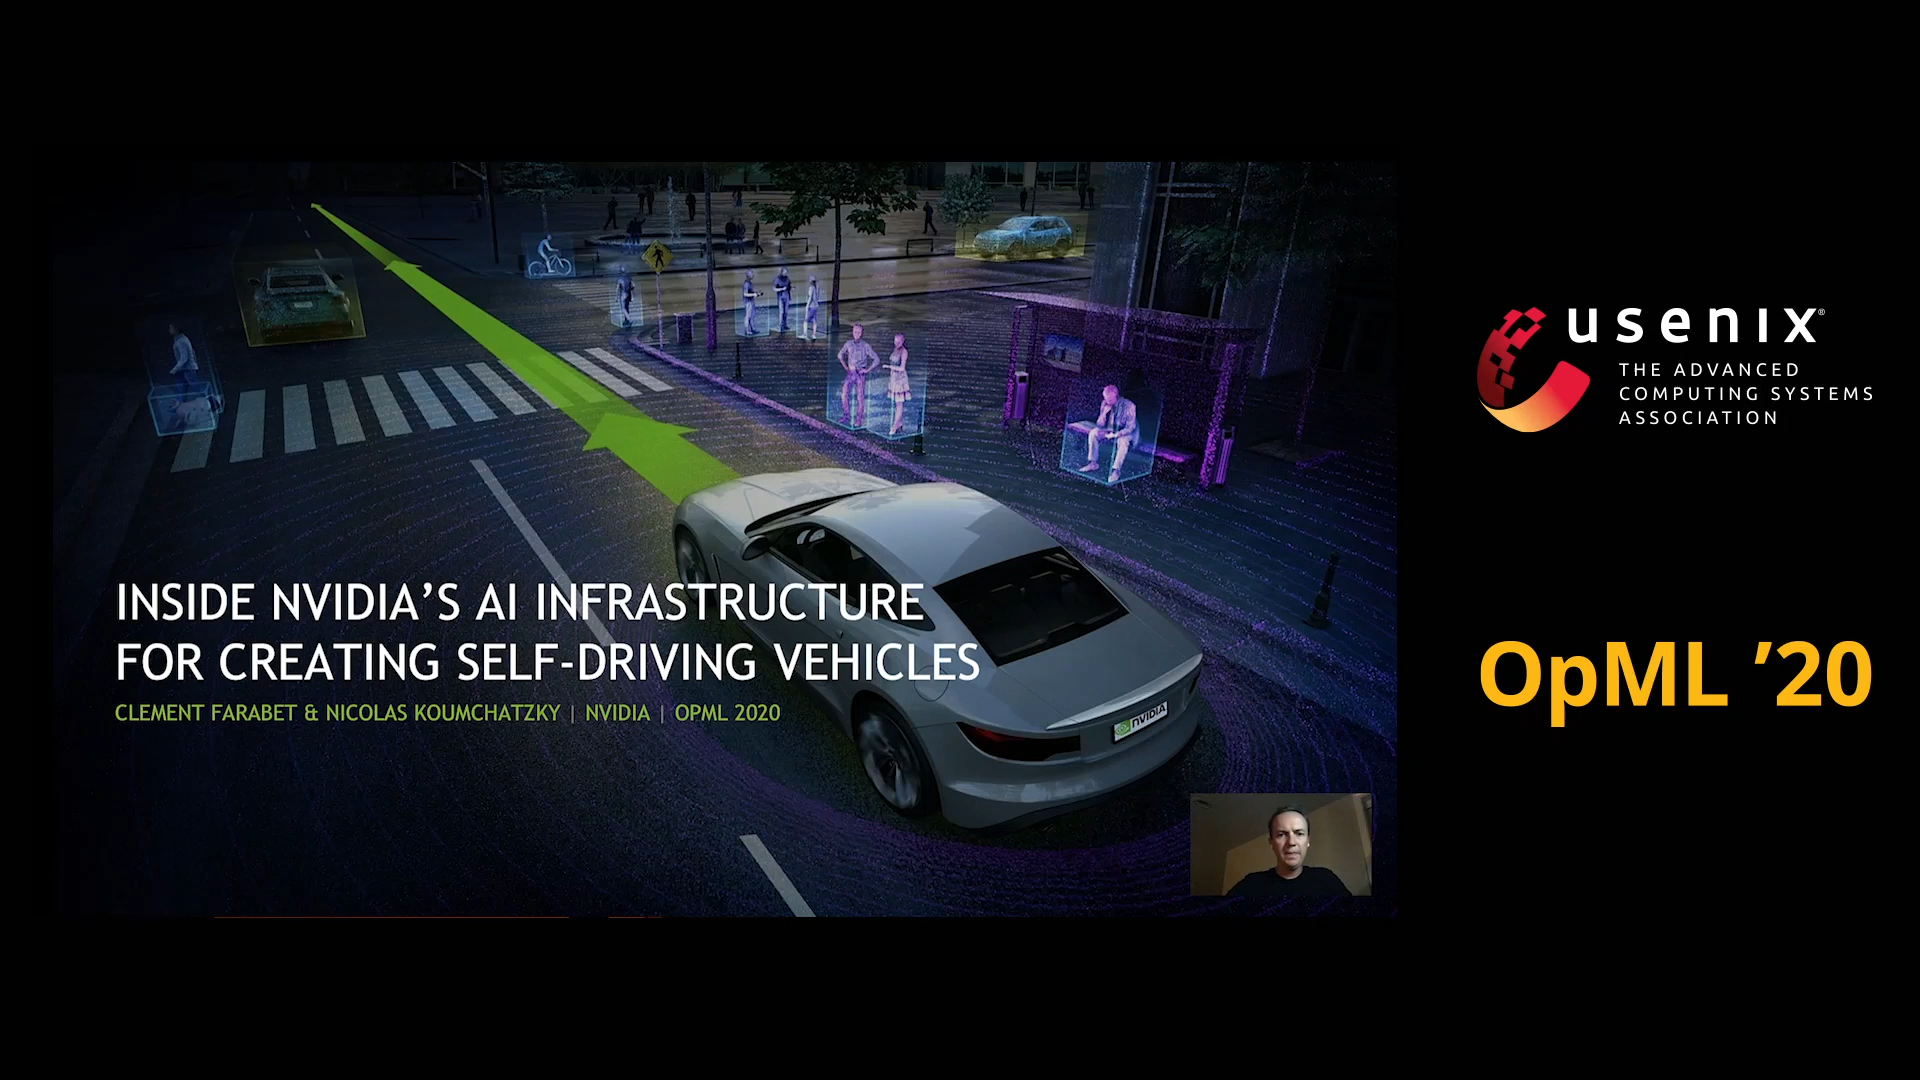 INSIDE NVIDIA’S AI INFRASTRUCTURE
FOR CREATING SELF-DRIVING VEHICLES
CLEMENT FARABET & NICOLAS KOUMCHATZKY | NVIDIA | OPML 2020
NVIDIA
usenix®
THE ADVANCED
COMPUTING SYSTEMS
ASSOCIATION
OpML ’20